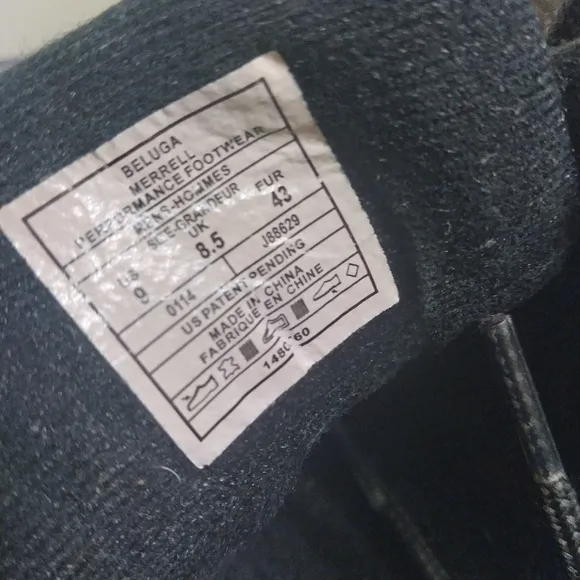 BELUGA
MERRELL
PERFORMANCE FOOTWEAR
MENS-HOMMES
SIZE-GRANDEUR
US UK EUR
9 8.5 43
0114 J88629
US PATENT PENDING
MADE IN CHINA
FABRIQUE EN CHINE